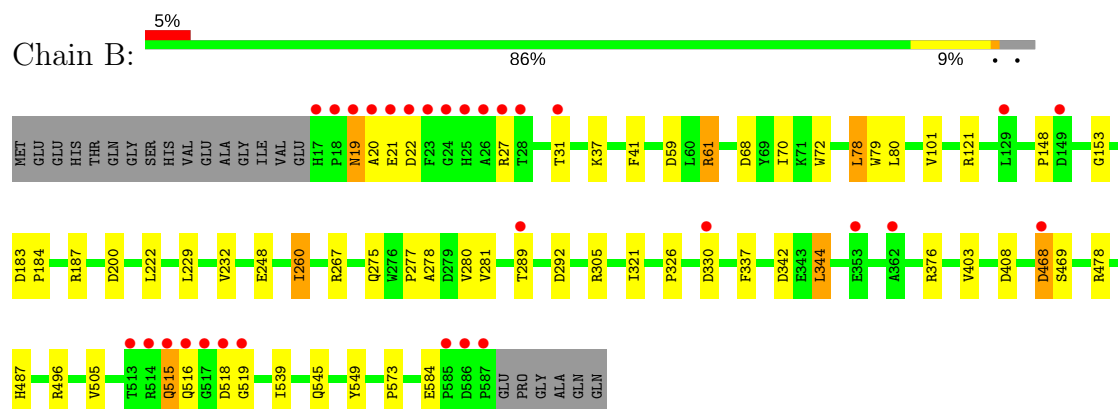 5%
Chain B:
86% 9% • •
MET GLU GLU HIS THR GLN GLY SER HIS VAL GLU ALA GLY ILE VAL GLU H17 P18 N19 A20 E21 D22 F23 G24 H25 A26 R27 T28 T31 K37 F41 D59 L60 R61 D68 Y69 I70 K71 W72 L78 W79 L80 V101 R121 L129 P148 D149 G153
D183 P184 R187 D200 L222 L229 V232 E248 I260 R267 Q275 W276 P277 A278 D279 V280 V281 T289 D292 R305 I321 P326 D330 F337 D342 E343 L344 E353 A362 R376 V403 D408 D468 S469 R478
H487 R496 V505 T513 R514 Q515 Q516 G517 D518 G519 I539 Q545 Y549 P573 E584 P585 D586 P587 GLU PRO GLY ALA GLN GLN